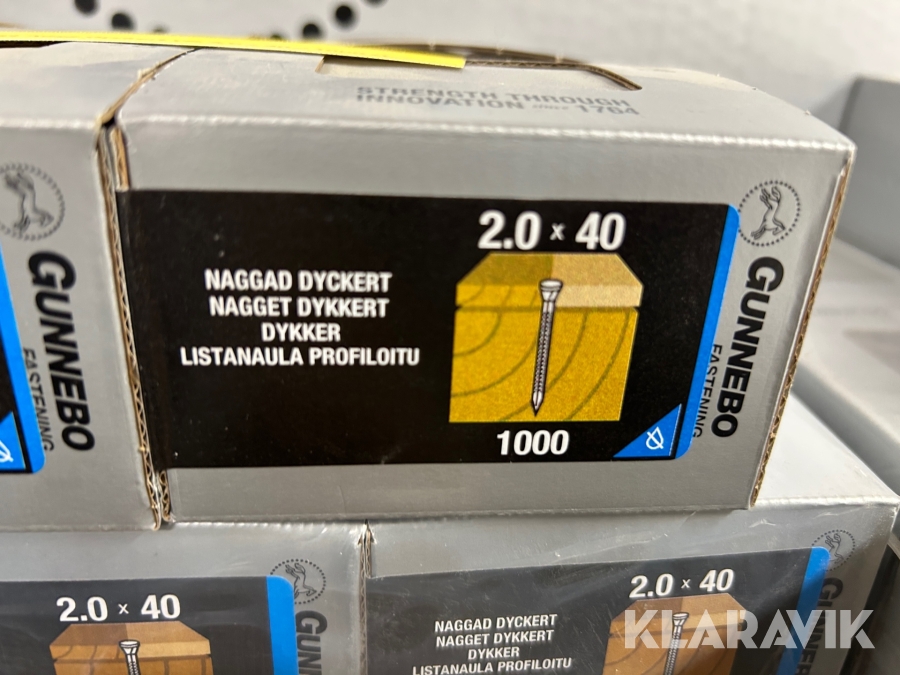 STRENGTH THROUGH
INNOVATION since 1764
2.0 x 40
NAGGAD DYCKERT
NAGGET DYKKERT
DYKKER
LISTANAULA PROFILOITU
1000
GUNNEBO
FASTENING
GUNNEBO
FASTENING
2.0 x 40
GUNNEBO
2.0 x 40
NAGGAD DYCKERT
NAGGET DYKKERT
DYKKER
LISTANAULA PROFILOITU
KLARAVIK